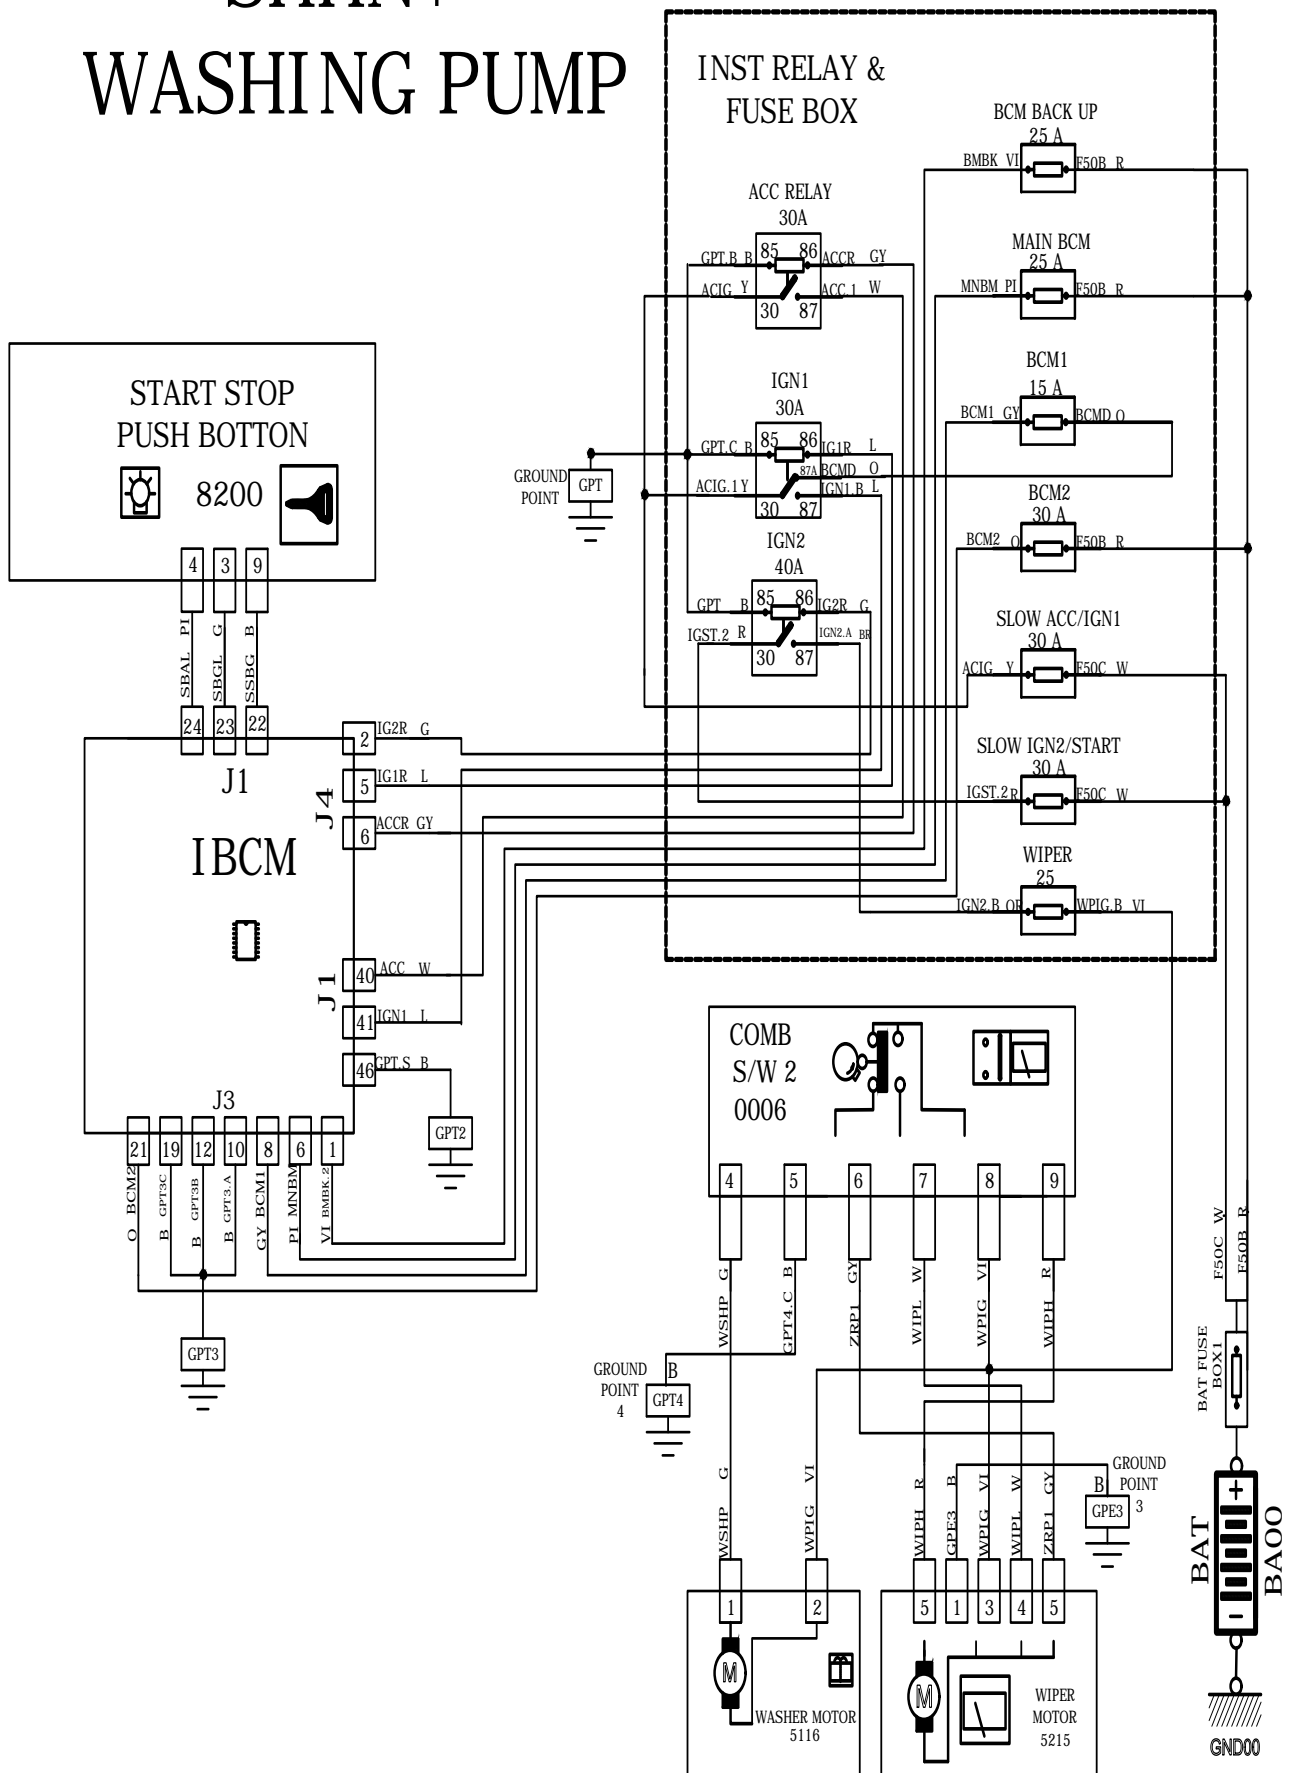 WASHING PUMP
INST RELAY &
FUSE BOX
BCM BACK UP
25 A
BMBK VI
F50B R
ACC RELAY
30A
85 86
GPT.B B
ACCR GY
ACIG Y
ACC.1 W
30 87
MAIN BCM
25 A
MNBM PI
F50B R
START STOP
PUSH BOTTON
8200
4 3 9
IGN1
30A
85 86
GPT.C B
IG1R L
87A BCMD O
ACIG.1 Y
IGN1.B L
30 87
GROUND
POINT
GPT
BCM1
15 A
BCM1 GY
BCMD O
BCM2
30 A
BCM2 O
F50B R
IGN2
40A
85 86
GPT B
IG2R G
IGST.2 R
IGN2.A BR
30 87
SLOW ACC/IGN1
30 A
ACIG Y
F50C W
SLOW IGN2/START
30 A
IGST.2 R
F50C W
WIPER
25
IGN2.B OR
WPIG.B VI
SBAL PI
SBGL G
SSBG B
24 23 22
J1
2 IG2R G
5 IG1R L
J4
6 ACCR GY
IBCM
J1
40 ACC W
41 IGN1 L
46 GPT.S B
GPT2
J3
21 19 12 10 8 6 1
O BCM2
B GPT3C
B GPT3B
B GPT3.A
GY BCM1
PI MNBM
VI BMBK.2
GPT3
COMB
S/W 2
0006
4 5 6 7 8 9
WSHP G
GPT4.C B
ZRP1 GY
WIPL W
WPIG VI
WIPH R
F50C W
F50B R
BAT FUSE
BOX1
GROUND
POINT
4
B
GPT4
WSHP G
WPIG VI
WIPH R
GPE3 B
WPIG VI
WIPL W
ZRP1 GY
GROUND
POINT
3
B
GPE3
1 2
5 1 3 4 5
M
WASHER MOTOR
5116
M
WIPER
MOTOR
5215
+
BAT
BA00
-
GND00